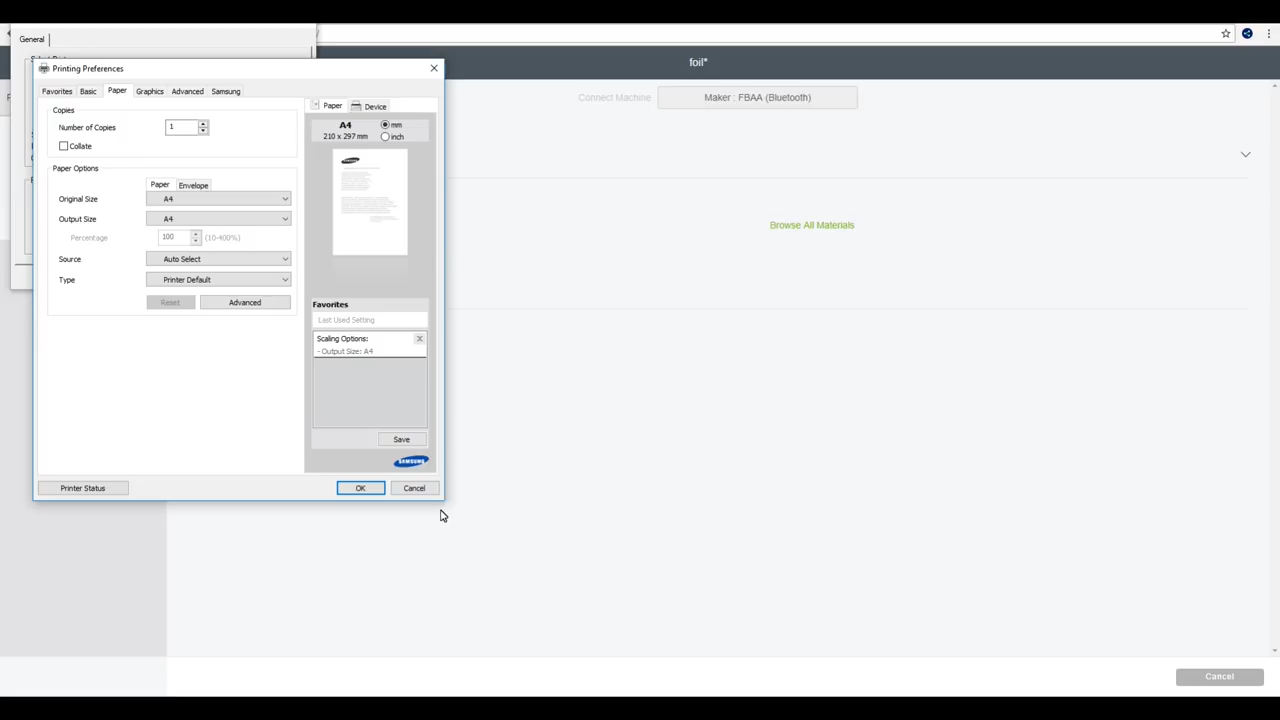 General
foil*
Printing Preferences
Favorites Basic Paper Graphics Advanced Samsung
Connect Machine Maker : FBAA (Bluetooth)
Copies
Number of Copies 1
Collate
Paper Options
Paper Envelope
Original Size A4
Output Size A4
Percentage 100 (10-400%)
Source Auto Select
Type Printer Default
Reset Advanced
Paper Device
A4
210 x 297 mm
mm
inch
SAMSUNG
Favorites
Last Used Setting
Scaling Options:
- Output Size: A4
Save
SAMSUNG
Printer Status OK Cancel
Browse All Materials
Cancel